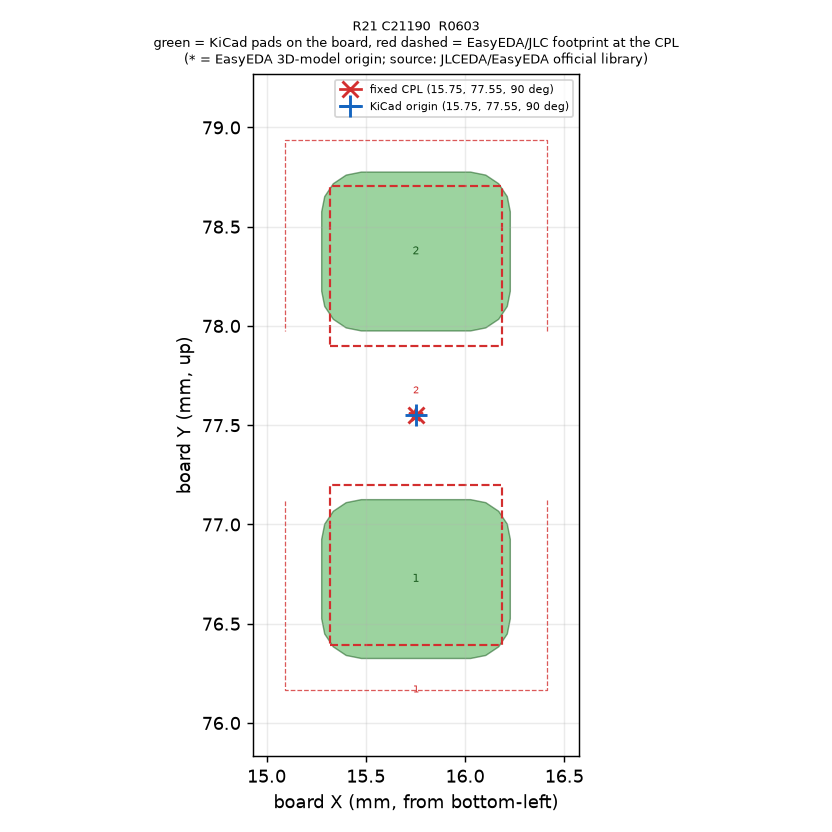 R21 C21190 R0603
green = KiCad pads on the board, red dashed = EasyEDA/JLC footprint at the CPL
(* = EasyEDA 3D-model origin; source: JLCEDA/EasyEDA official library)
fixed CPL (15.75, 77.55, 90 deg)
KiCad origin (15.75, 77.55, 90 deg)
79.0
78.5
78.0
77.5
77.0
76.5
76.0
board Y (mm, up)
2
2
1
1
15.0 15.5 16.0 16.5
board X (mm, from bottom-left)